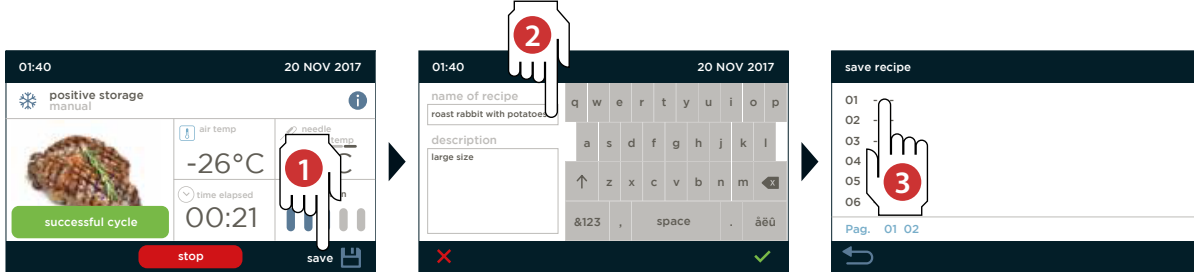 01:40 20 NOV 2017
positive storage
manual
i
air temp
needle
temp
-26°C
C
1
time elapsed
n
00:21
successful cycle
stop
save
2
01:40 20 NOV 2017
name of recipe
roast rabbit with potatoes
description
large size
q w e r t y u i o p
a s d f g h j k l
z x c v b n m x
&123 , space . áëû
save recipe
01 --
02 -
03 -
04
05
06
3
Pag. 01 02